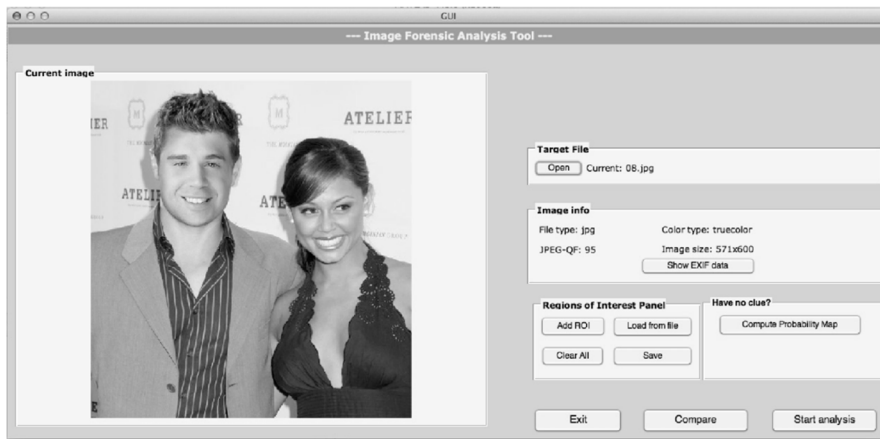 GUI
--- Image Forensic Analysis Tool ---
Current image
IER
M
M
ATELIER
ATELIE
ATE
E
Target File
Open Current: 08.jpg
Image info
File type: jpg Color type: truecolor
JPEG-QF: 95 Image size: 571x600
Show EXIF data
Regions of Interest Panel
Add ROI Load from file
Clear All Save
Have no clue?
Compute Probability Map
Exit Compare Start analysis